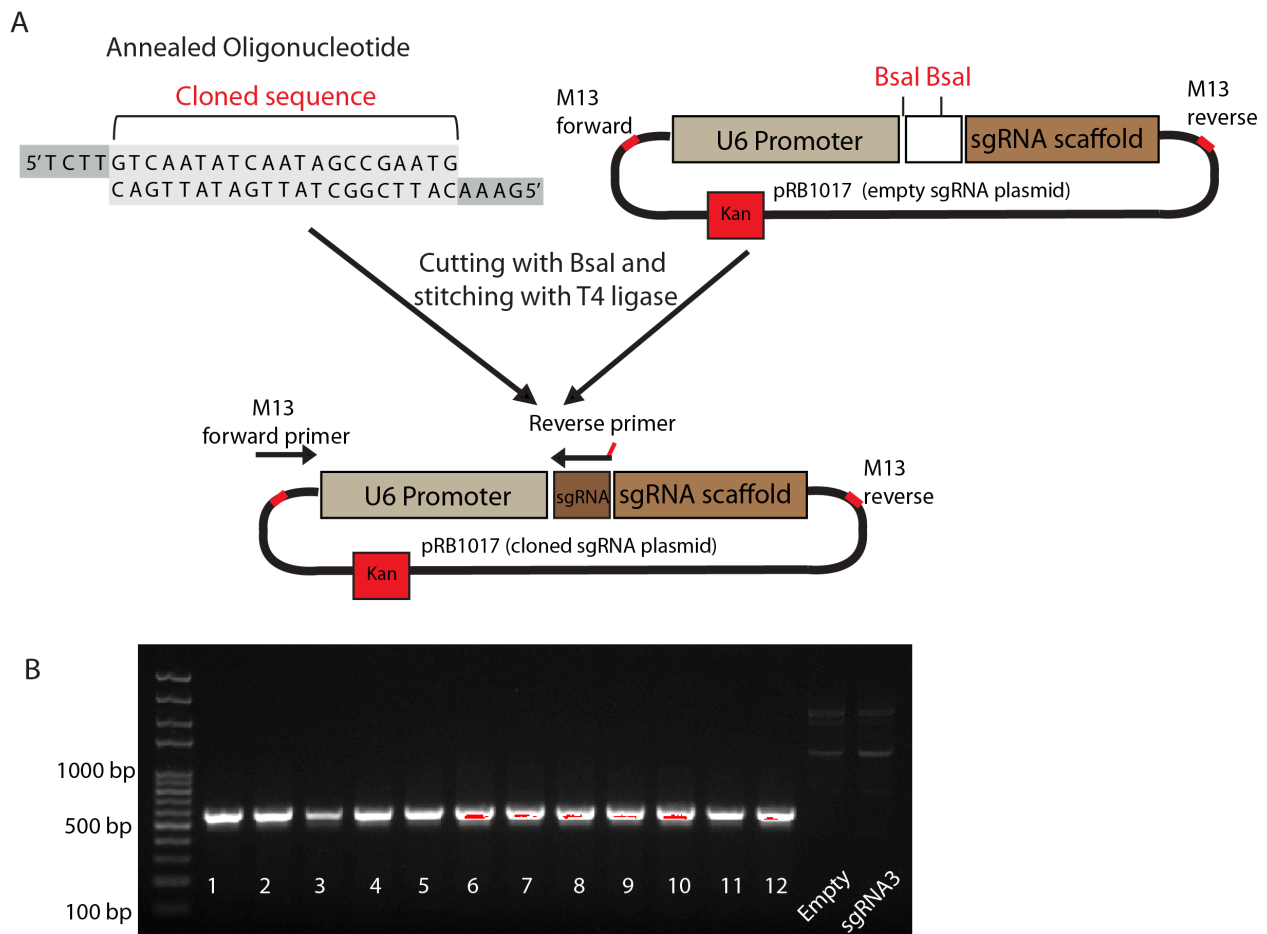 A
Annealed Oligonucleotide
Cloned sequence
5'TCTTGTCAATATCAATAGCCGAATG
CAGTTATAGTTATCGGCTTACAAAG5'
BsaI BsaI
M13
forward
M13
reverse
U6 Promoter
sgRNA scaffold
pRB1017 (empty sgRNA plasmid)
Kan
Cutting with BsaI and
stitching with T4 ligase
M13
forward primer
Reverse primer
M13
reverse
U6 Promoter
sgRNA
sgRNA scaffold
pRB1017 (cloned sgRNA plasmid)
Kan
B
1000 bp
500 bp
100 bp
1 2 3 4 5 6 7 8 9 10 11 12
Empty
sgRNA3